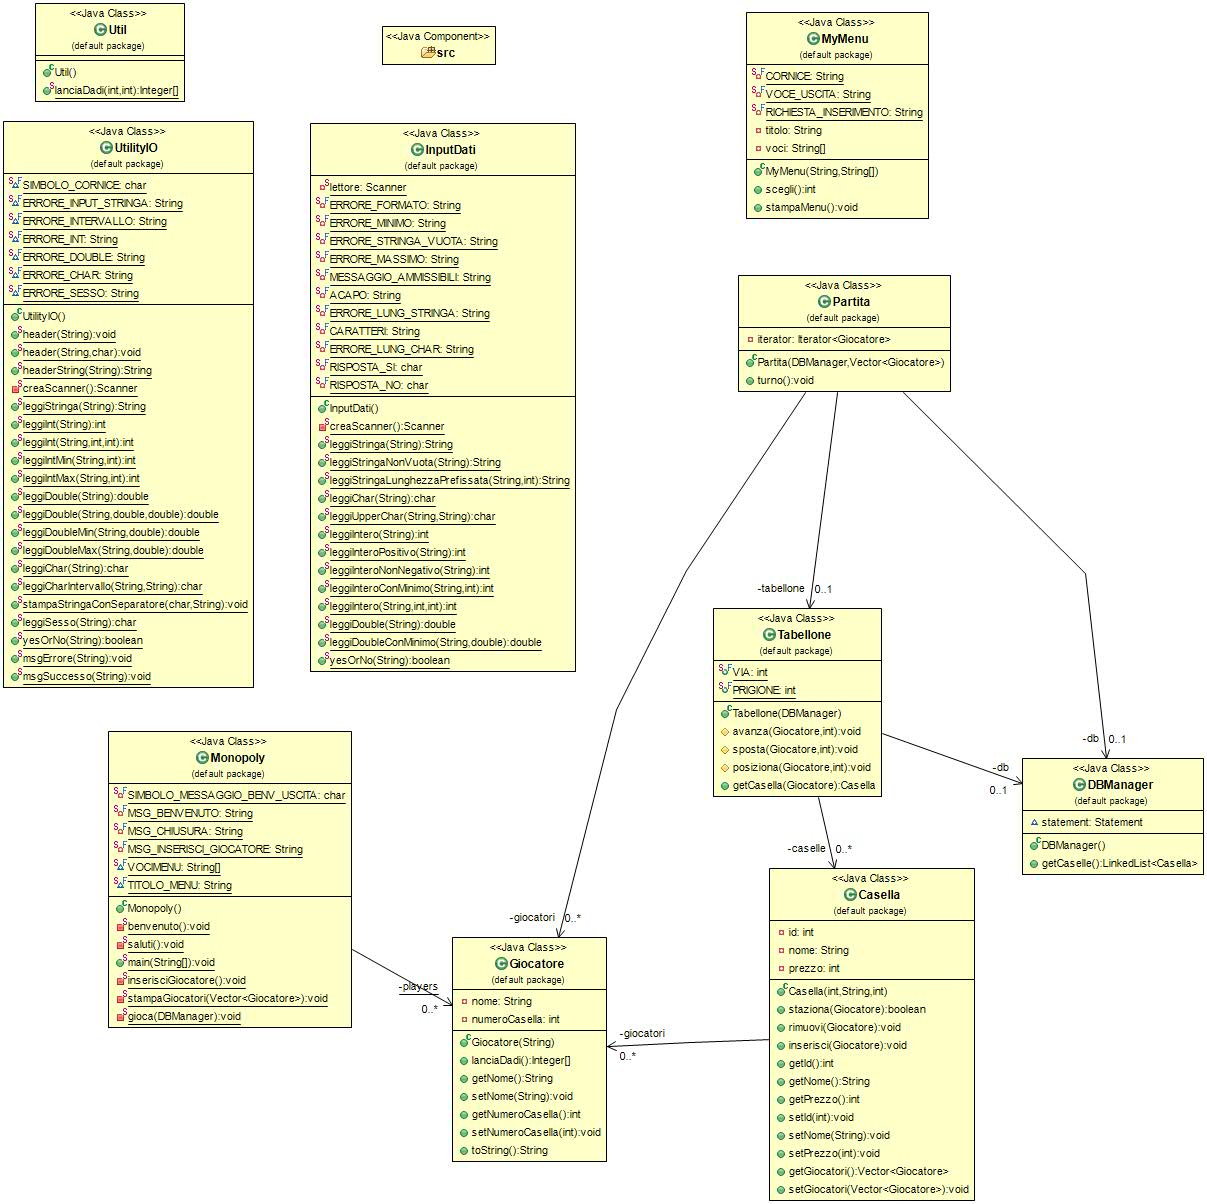 <<Java Class>>
Util
(default package)
Util()
lanciaDadi(int,int):Integer[]
<<Java Component>>
src
<<Java Class>>
MyMenu
(default package)
CORNICE: String
VOCE_USCITA: String
RICHIESTA_INSERIMENTO: String
titolo: String
voci: String[]
MyMenu(String,String[])
scegli():int
stampaMenu():void
<<Java Class>>
UtilityIO
(default package)
SIMBOLO_CORNICE: char
ERRORE_INPUT_STRINGA: String
ERRORE_INTERVALLO: String
ERRORE_INT: String
ERRORE_DOUBLE: String
ERRORE_CHAR: String
ERRORE_SESSO: String
UtilityIO()
header(String):void
header(String,char):void
headerString(String):String
creaScanner():Scanner
leggiStringa(String):String
leggiInt(String):int
leggiInt(String,int,int):int
leggiIntMin(String,int):int
leggiIntMax(String,int):int
leggiDouble(String):double
leggiDouble(String,double,double):double
leggiDoubleMin(String,double):double
leggiDoubleMax(String,double):double
leggiChar(String):char
leggiCharIntervallo(String,String):char
stampaStringaConSeparatore(char,String):void
leggiSesso(String):char
yesOrNo(String):boolean
msgErrore(String):void
msgSuccesso(String):void
<<Java Class>>
InputDati
(default package)
lettore: Scanner
ERRORE_FORMATO: String
ERRORE_MINIMO: String
ERRORE_STRINGA_VUOTA: String
ERRORE_MASSIMO: String
MESSAGGIO_AMMISSIBILI: String
ACAPO: String
ERRORE_LUNG_STRINGA: String
CARATTERI: String
ERRORE_LUNG_CHAR: String
RISPOSTA_SI: char
RISPOSTA_NO: char
InputDati()
creaScanner():Scanner
leggiStringa(String):String
leggiStringaNonVuota(String):String
leggiStringaLunghezzaPrefissata(String,int):String
leggiChar(String):char
leggiUpperChar(String,String):char
leggiIntero(String):int
leggiInteroPositivo(String):int
leggiInteroNonNegativo(String):int
leggiInteroConMinimo(String,int):int
leggiIntero(String,int,int):int
leggiDouble(String):double
leggiDoubleConMinimo(String,double):double
yesOrNo(String):boolean
<<Java Class>>
Partita
(default package)
iterator: Iterator<Giocatore>
Partita(DBManager,Vector<Giocatore>)
turno():void
-tabellone 0..1
<<Java Class>>
Tabellone
(default package)
VIA: int
PRIGIONE: int
Tabellone(DBManager)
avanza(Giocatore,int):void
sposta(Giocatore,int):void
posiziona(Giocatore,int):void
getCasella(Giocatore):Casella
-db 0..1
-db
0..1
<<Java Class>>
DBManager
(default package)
statement: Statement
DBManager()
getCaselle():LinkedList<Casella>
<<Java Class>>
Monopoly
(default package)
SIMBOLO_MESSAGGIO_BENV_USCITA: char
MSG_BENVENUTO: String
MSG_CHIUSURA: String
MSG_INSERISCI_GIOCATORE: String
VOCIMENU: String[]
TITOLO_MENU: String
Monopoly()
benvenuto():void
saluti():void
main(String[]):void
inserisciGiocatore():void
stampaGiocatori(Vector<Giocatore>):void
gioca(DBManager):void
-players
0..*
-giocatori 0..*
<<Java Class>>
Giocatore
(default package)
nome: String
numeroCasella: int
Giocatore(String)
lanciaDadi():Integer[]
getNome():String
setNome(String):void
getNumeroCasella():int
setNumeroCasella(int):void
toString():String
-giocatori
0..*
-caselle 0..*
<<Java Class>>
Casella
(default package)
id: int
nome: String
prezzo: int
Casella(int,String,int)
staziona(Giocatore):boolean
rimuovi(Giocatore):void
inserisci(Giocatore):void
getId():int
getNome():String
getPrezzo():int
setId(int):void
setNome(String):void
setPrezzo(int):void
getGiocatori():Vector<Giocatore>
setGiocatori(Vector<Giocatore>):void